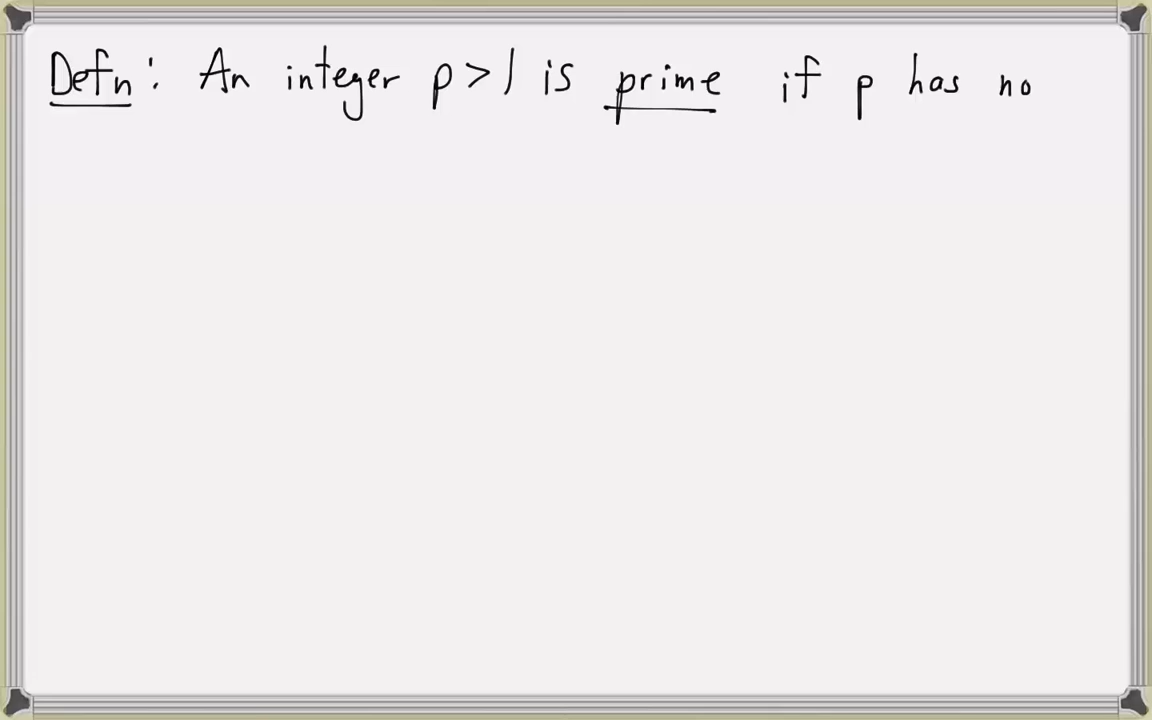 Defn: An integer p > 1 is prime if p has no